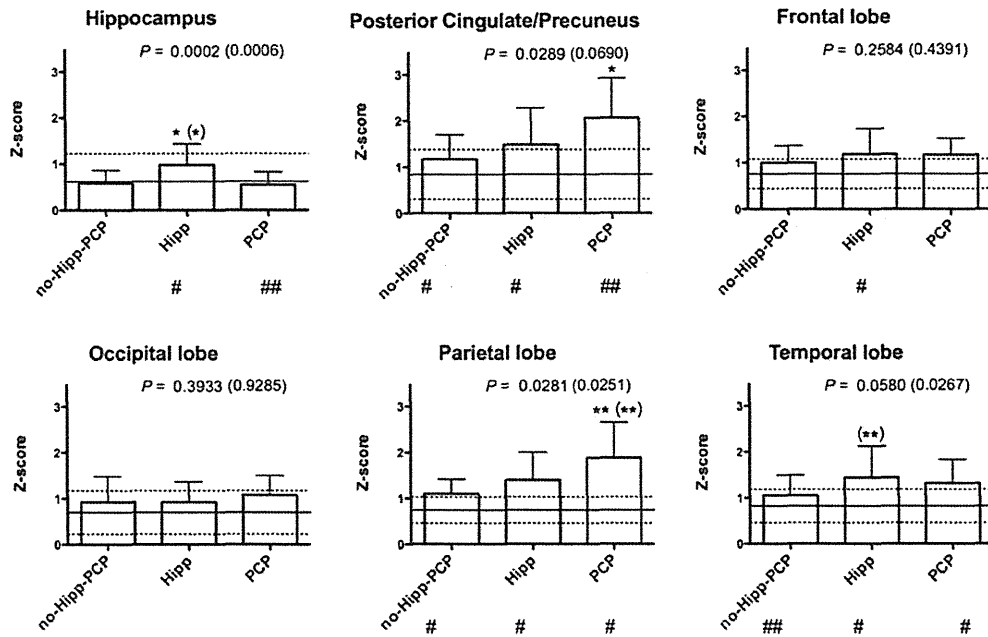 Hippocampus
P = 0.0002 (0.0006)
Z-score
3
2
1
0
* (*)
no-Hipp-PCP
Hipp
PCP
#
##
Posterior Cingulate/Precuneus
P = 0.0289 (0.0690)
Z-score
3
2
1
0
*
no-Hipp-PCP
Hipp
PCP
#
#
##
Frontal lobe
P = 0.2584 (0.4391)
Z-score
3
2
1
0
no-Hipp-PCP
Hipp
PCP
#
Occipital lobe
P = 0.3933 (0.9285)
Z-score
3
2
1
0
no-Hipp-PCP
Hipp
PCP
Parietal lobe
P = 0.0281 (0.0251)
Z-score
3
2
1
0
** (**)
no-Hipp-PCP
Hipp
PCP
#
#
#
Temporal lobe
P = 0.0580 (0.0267)
Z-score
3
2
1
0
(**)
no-Hipp-PCP
Hipp
PCP
##
#
#